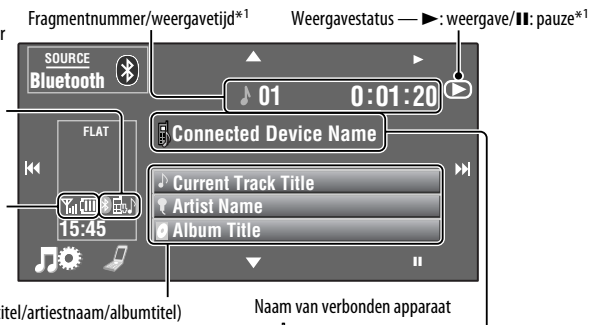 r
Fragmentnummer/weergavetijd*1
Weergavestatus — ►: weergave/❚❚: pauze*1
SOURCE
Bluetooth
♪ 01 0:01:20
FLAT
Connected Device Name
Current Track Title
Artist Name
Album Title
15:45
titel/artiestnaam/albumtitel)
Naam van verbonden apparaat